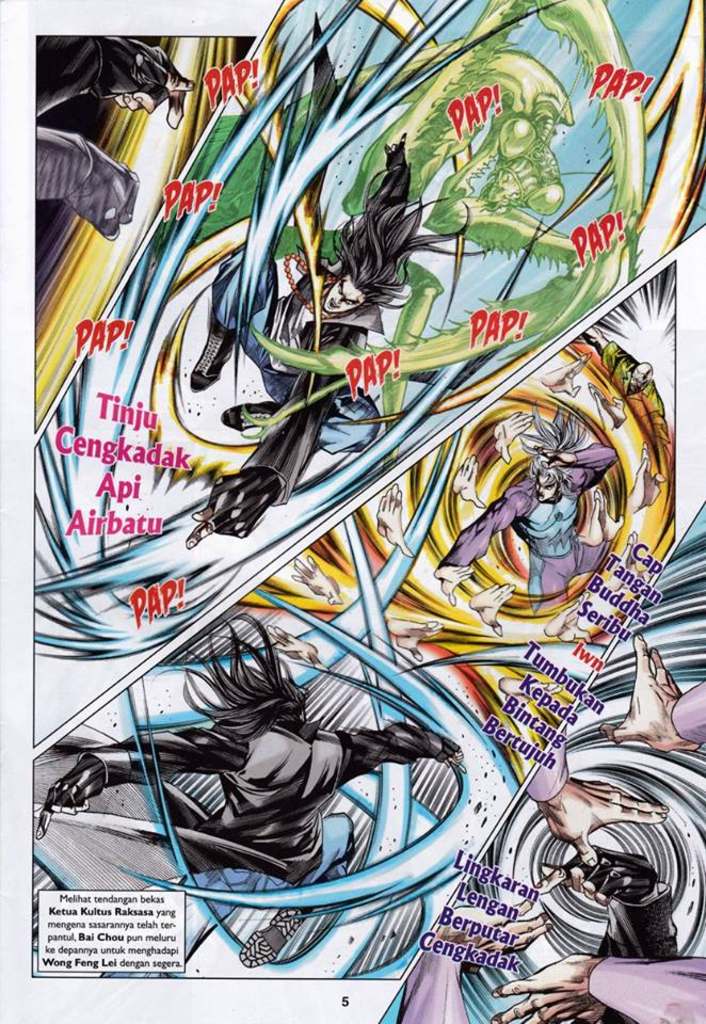 PAP!
PAP!
PAP!
PAP!
PAP!
PAP!
PAP!
PAP!
Tinju
Cengkadak
Api
Airbatu
PAP!
Cap
Tangan
Buddha
Seribu
1wn
Tumbukan
Kepada
Bintang
Bertujuh
Lingkaran
Lengan
Berputar
Cengkadak
Melihat tendangan bekas
Ketua Kultus Raksasa yang
mengena sasarannya telah ter-
pantul, Bai Chou pun meluru
ke depannya untuk menghadapi
Wong Feng Lei dengan segera.
5